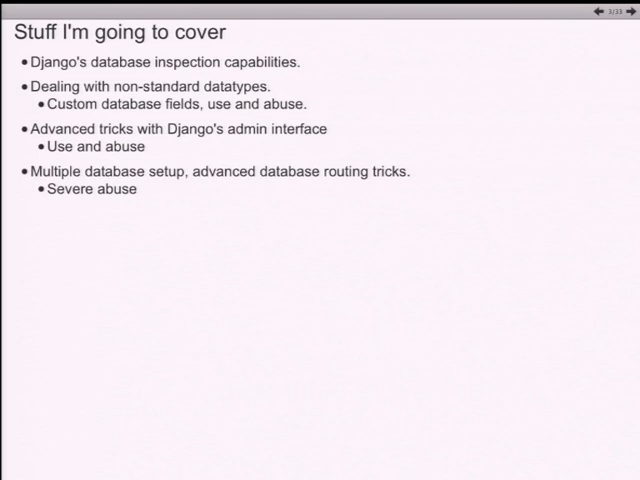 3/33
Stuff I'm going to cover
• Django's database inspection capabilities.
• Dealing with non-standard datatypes.
• Custom database fields, use and abuse.
• Advanced tricks with Django's admin interface
• Use and abuse
• Multiple database setup, advanced database routing tricks.
• Severe abuse